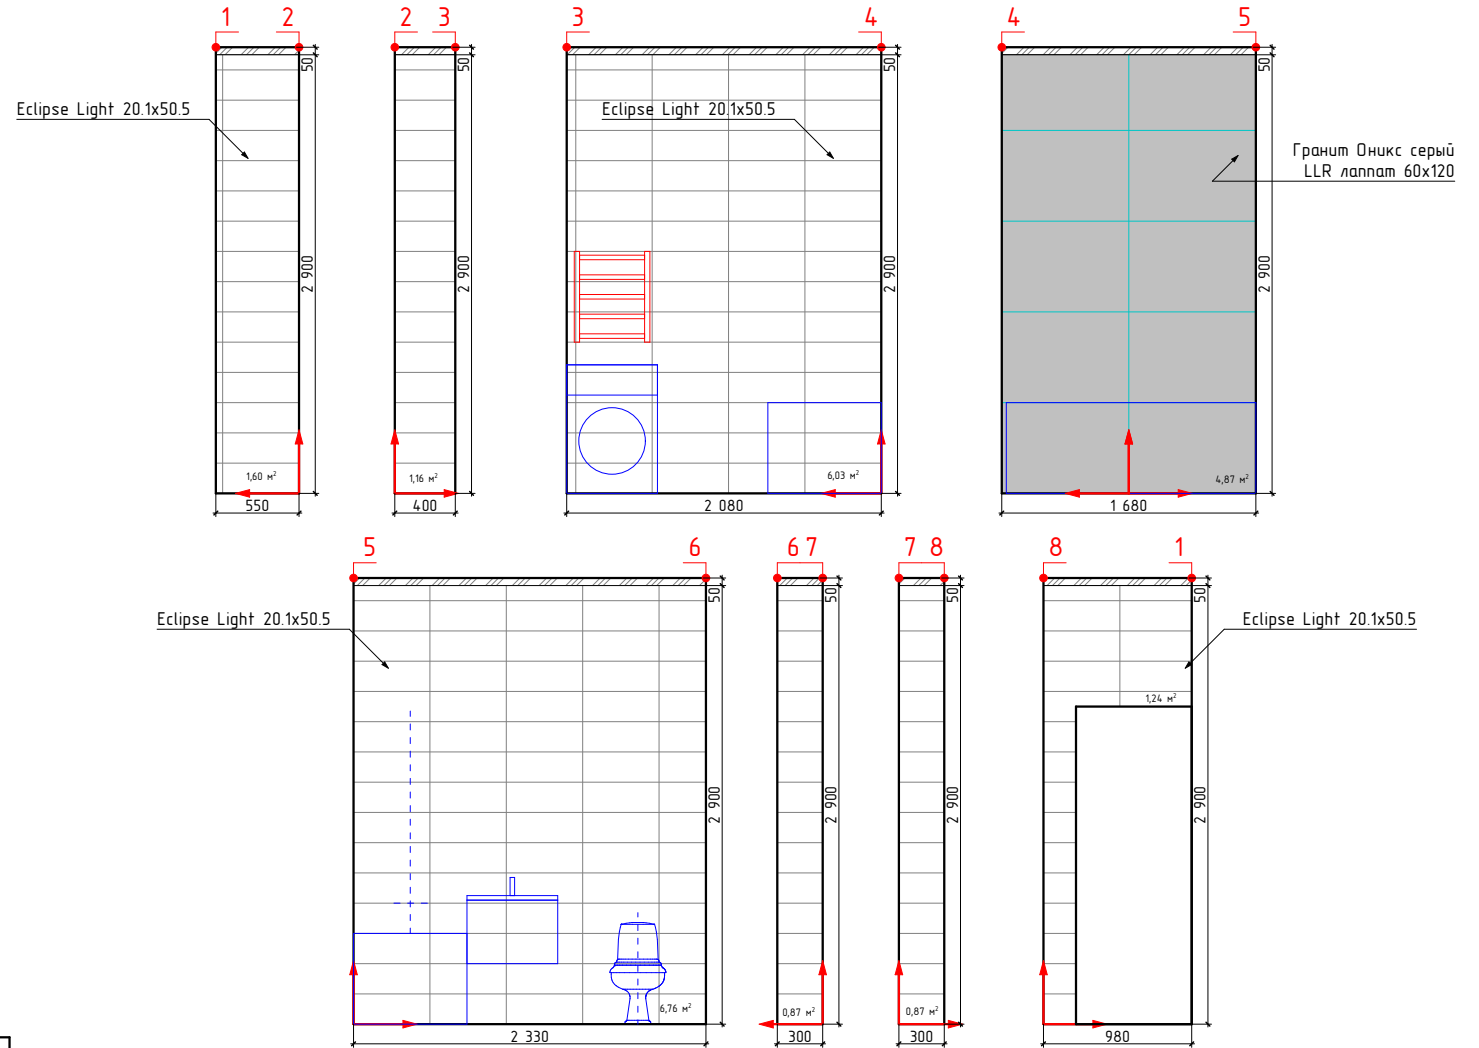 1 2
2 3
3 4
4 5
50
50
50
50
Eclipse Light 20.1x50.5
Eclipse Light 20.1x50.5
Гранит Оникс серый
LLR лаппат 60x120
2 900
2 900
2 900
2 900
1,60 м²
1,16 м²
6,03 м²
4,87 м²
550
400
2 080
1 680
5 6
6 7
7 8
8 1
50
50
50
50
Eclipse Light 20.1x50.5
Eclipse Light 20.1x50.5
1,24 м²
2 900
2 900
2 900
2 900
6,76 м²
0,87 м²
0,87 м²
2 330
300
300
980